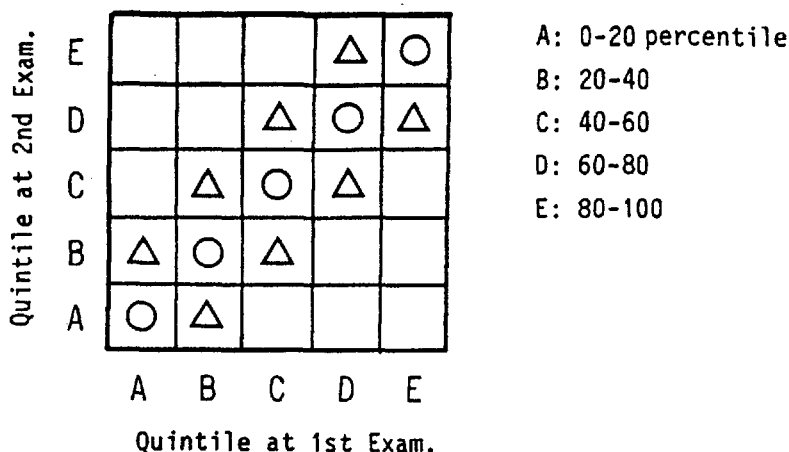 Quintile at 2nd Exam.
E
D
C
B
A
A B C D E
Quintile at 1st Exam.
A: 0-20 percentile
B: 20-40
C: 40-60
D: 60-80
E: 80-100